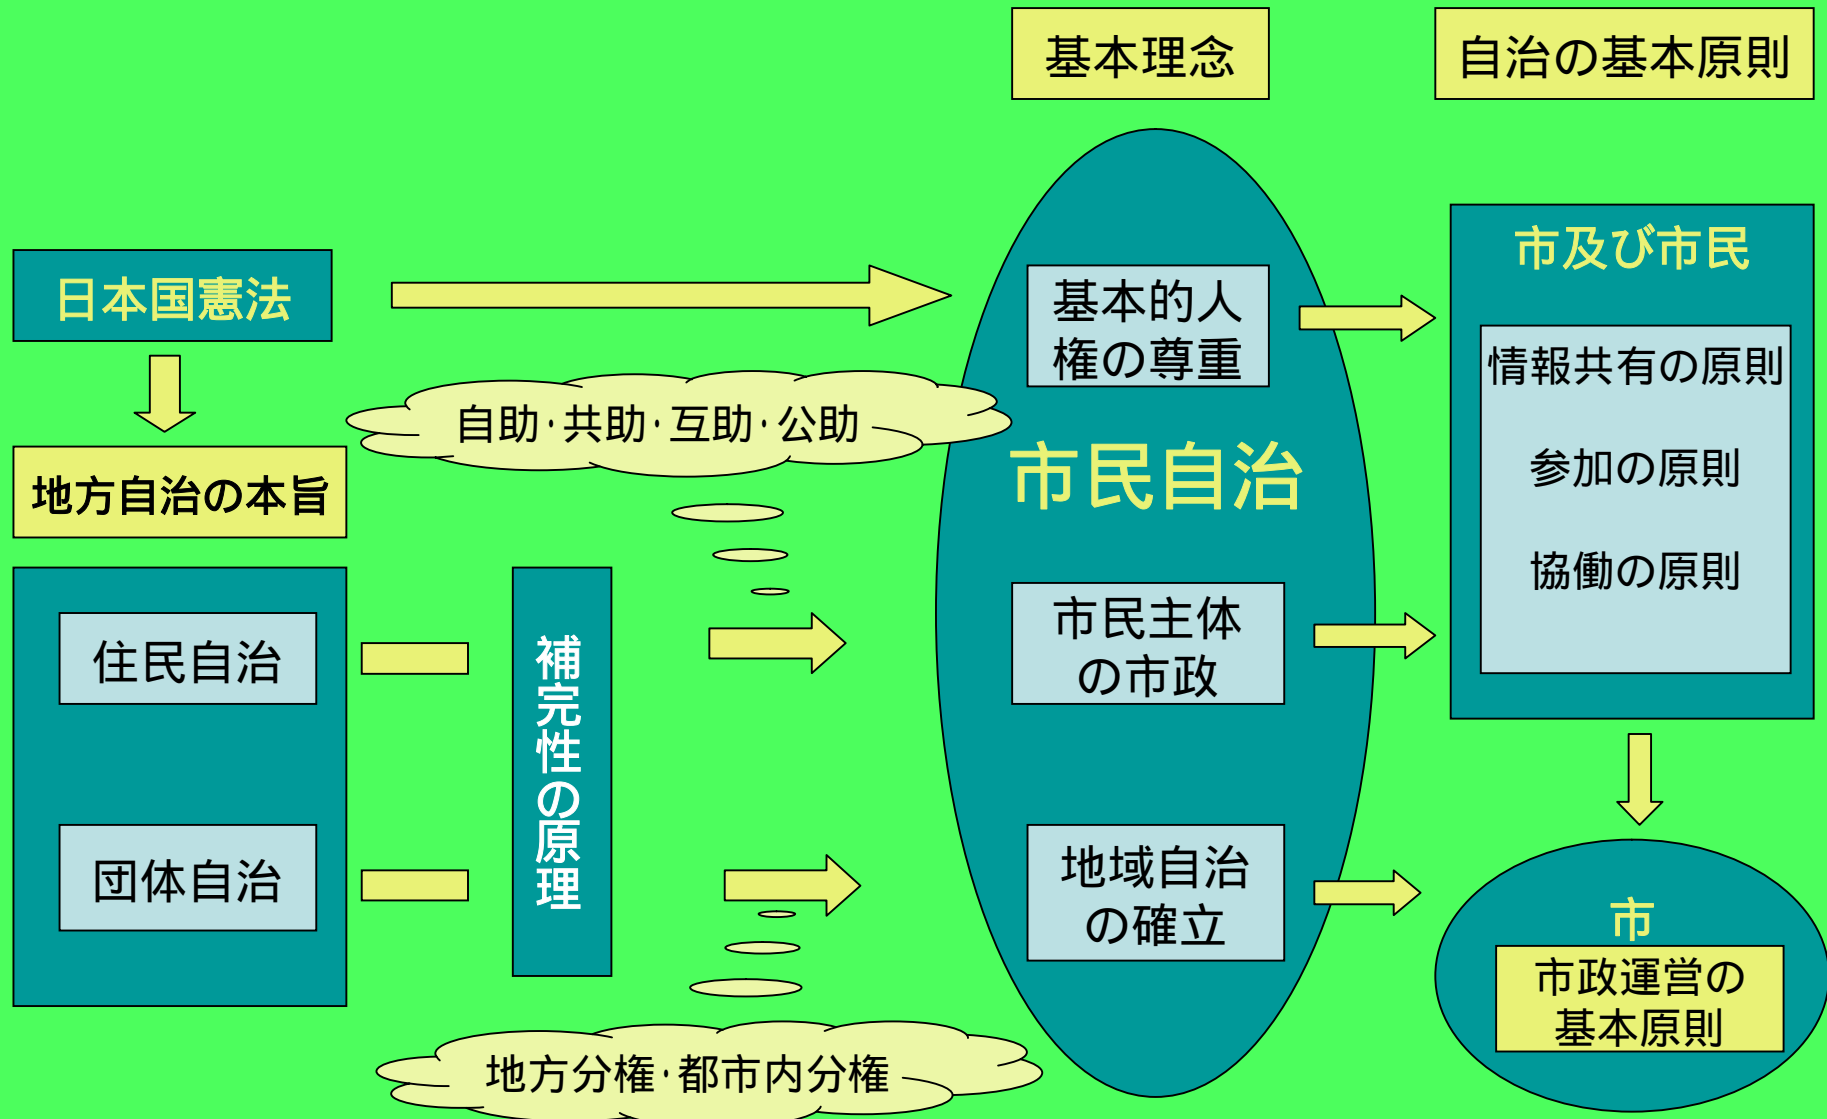 基本理念
自治の基本原則
日本国憲法
地方自治の本旨
住民自治
団体自治
補完性の原理
自助・共助・互助・公助
地方分権・都市内分権
基本的人
権の尊重
市民自治
市民主体
の市政
地域自治
の確立
市及び市民
情報共有の原則
参加の原則
協働の原則
市
市政運営の
基本原則